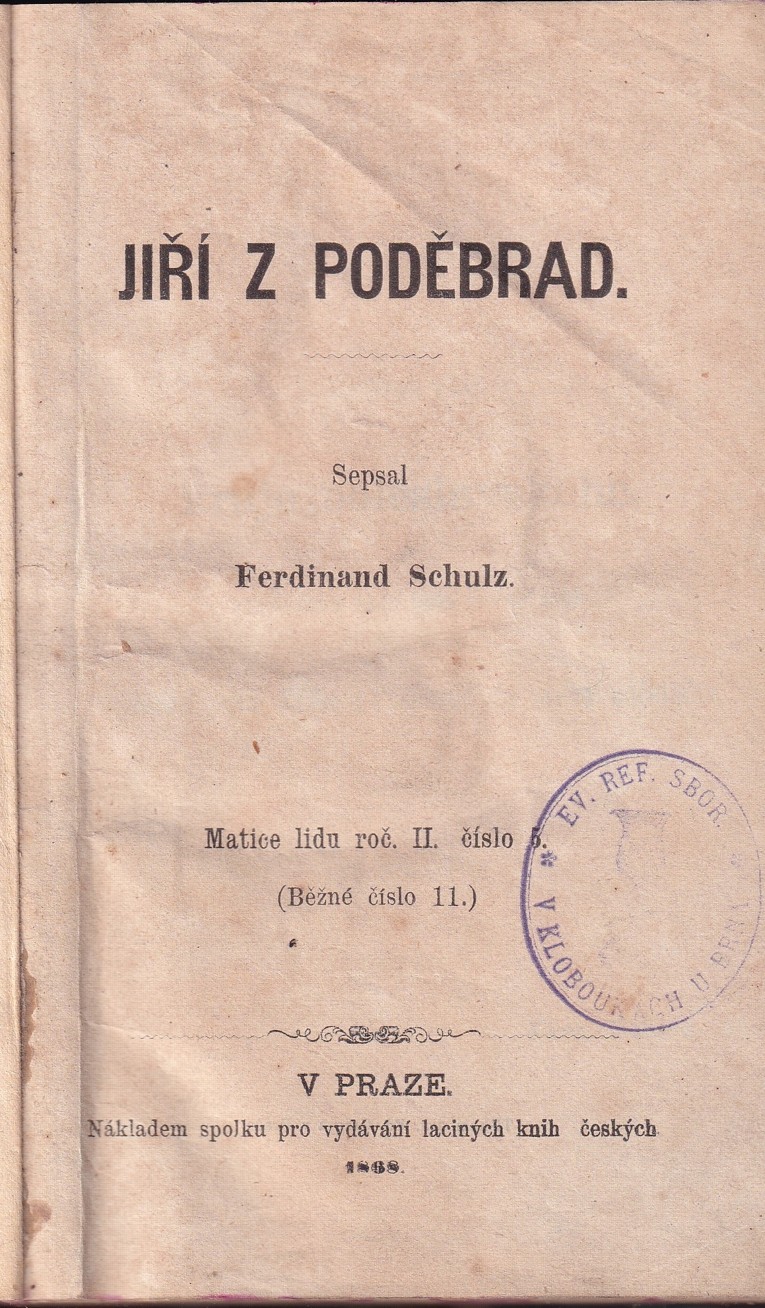 JIŘÍ Z PODĚBRAD.
Sepsal
Ferdinand Schulz.
Matice lidu roč. II. číslo 5.
(Běžné číslo 11.)
* EV. REF. SBOR. *
V KLOBOUKACH U BRNA
V PRAZE.
Nákladem spolku pro vydávání laciných knih českých
1868.